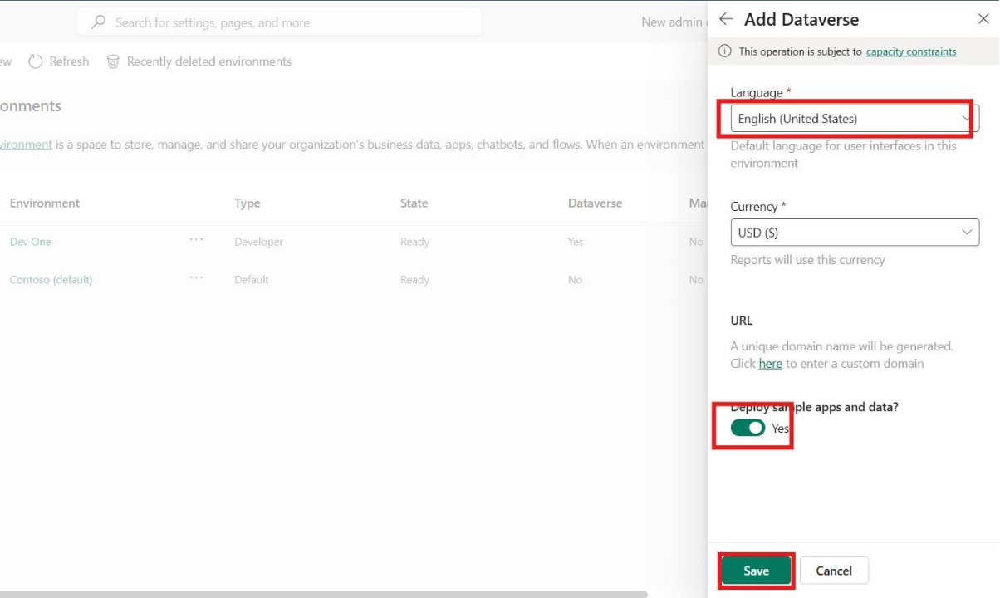 Search for settings, pages, and more
New admin
ew Refresh Recently deleted environments
onments
vironment is a space to store, manage, and share your organization's business data, apps, chatbots, and flows. When an environment
Environment Type State Dataverse Ma
Dev One ... Developer Ready Yes No
Contoso (default) ... Default Ready No No
Add Dataverse
This operation is subject to capacity constraints
Language *
English (United States)
Default language for user interfaces in this
environment
Currency *
USD ($)
Reports will use this currency
URL
A unique domain name will be generated.
Click here to enter a custom domain
Deploy sample apps and data?
Yes
Save Cancel